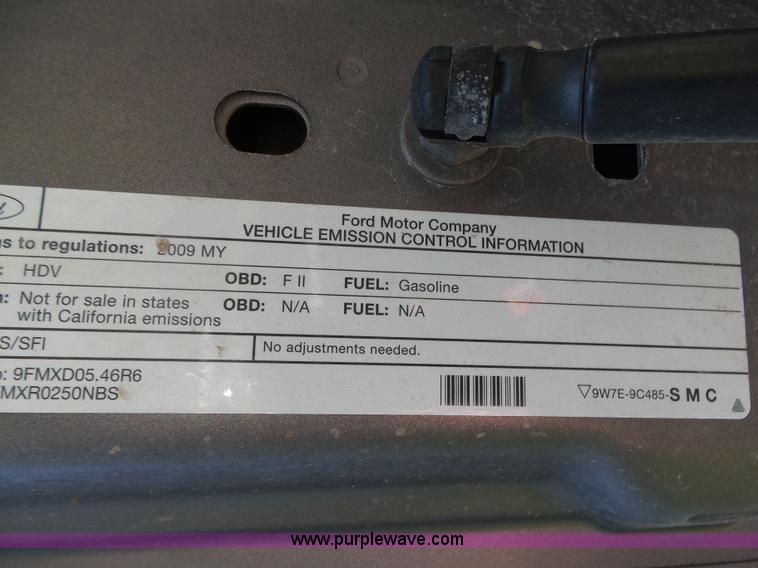 Ford Motor Company
VEHICLE EMISSION CONTROL INFORMATION
ns to regulations: 2009 MY
: HDV OBD: F II FUEL: Gasoline
n: Not for sale in states OBD: N/A FUEL: N/A
with California emissions
S/SFI No adjustments needed.
p: 9FMXD05.46R6
MXR0250NBS
9W7E-9C485-S M C
www.purplewave.com